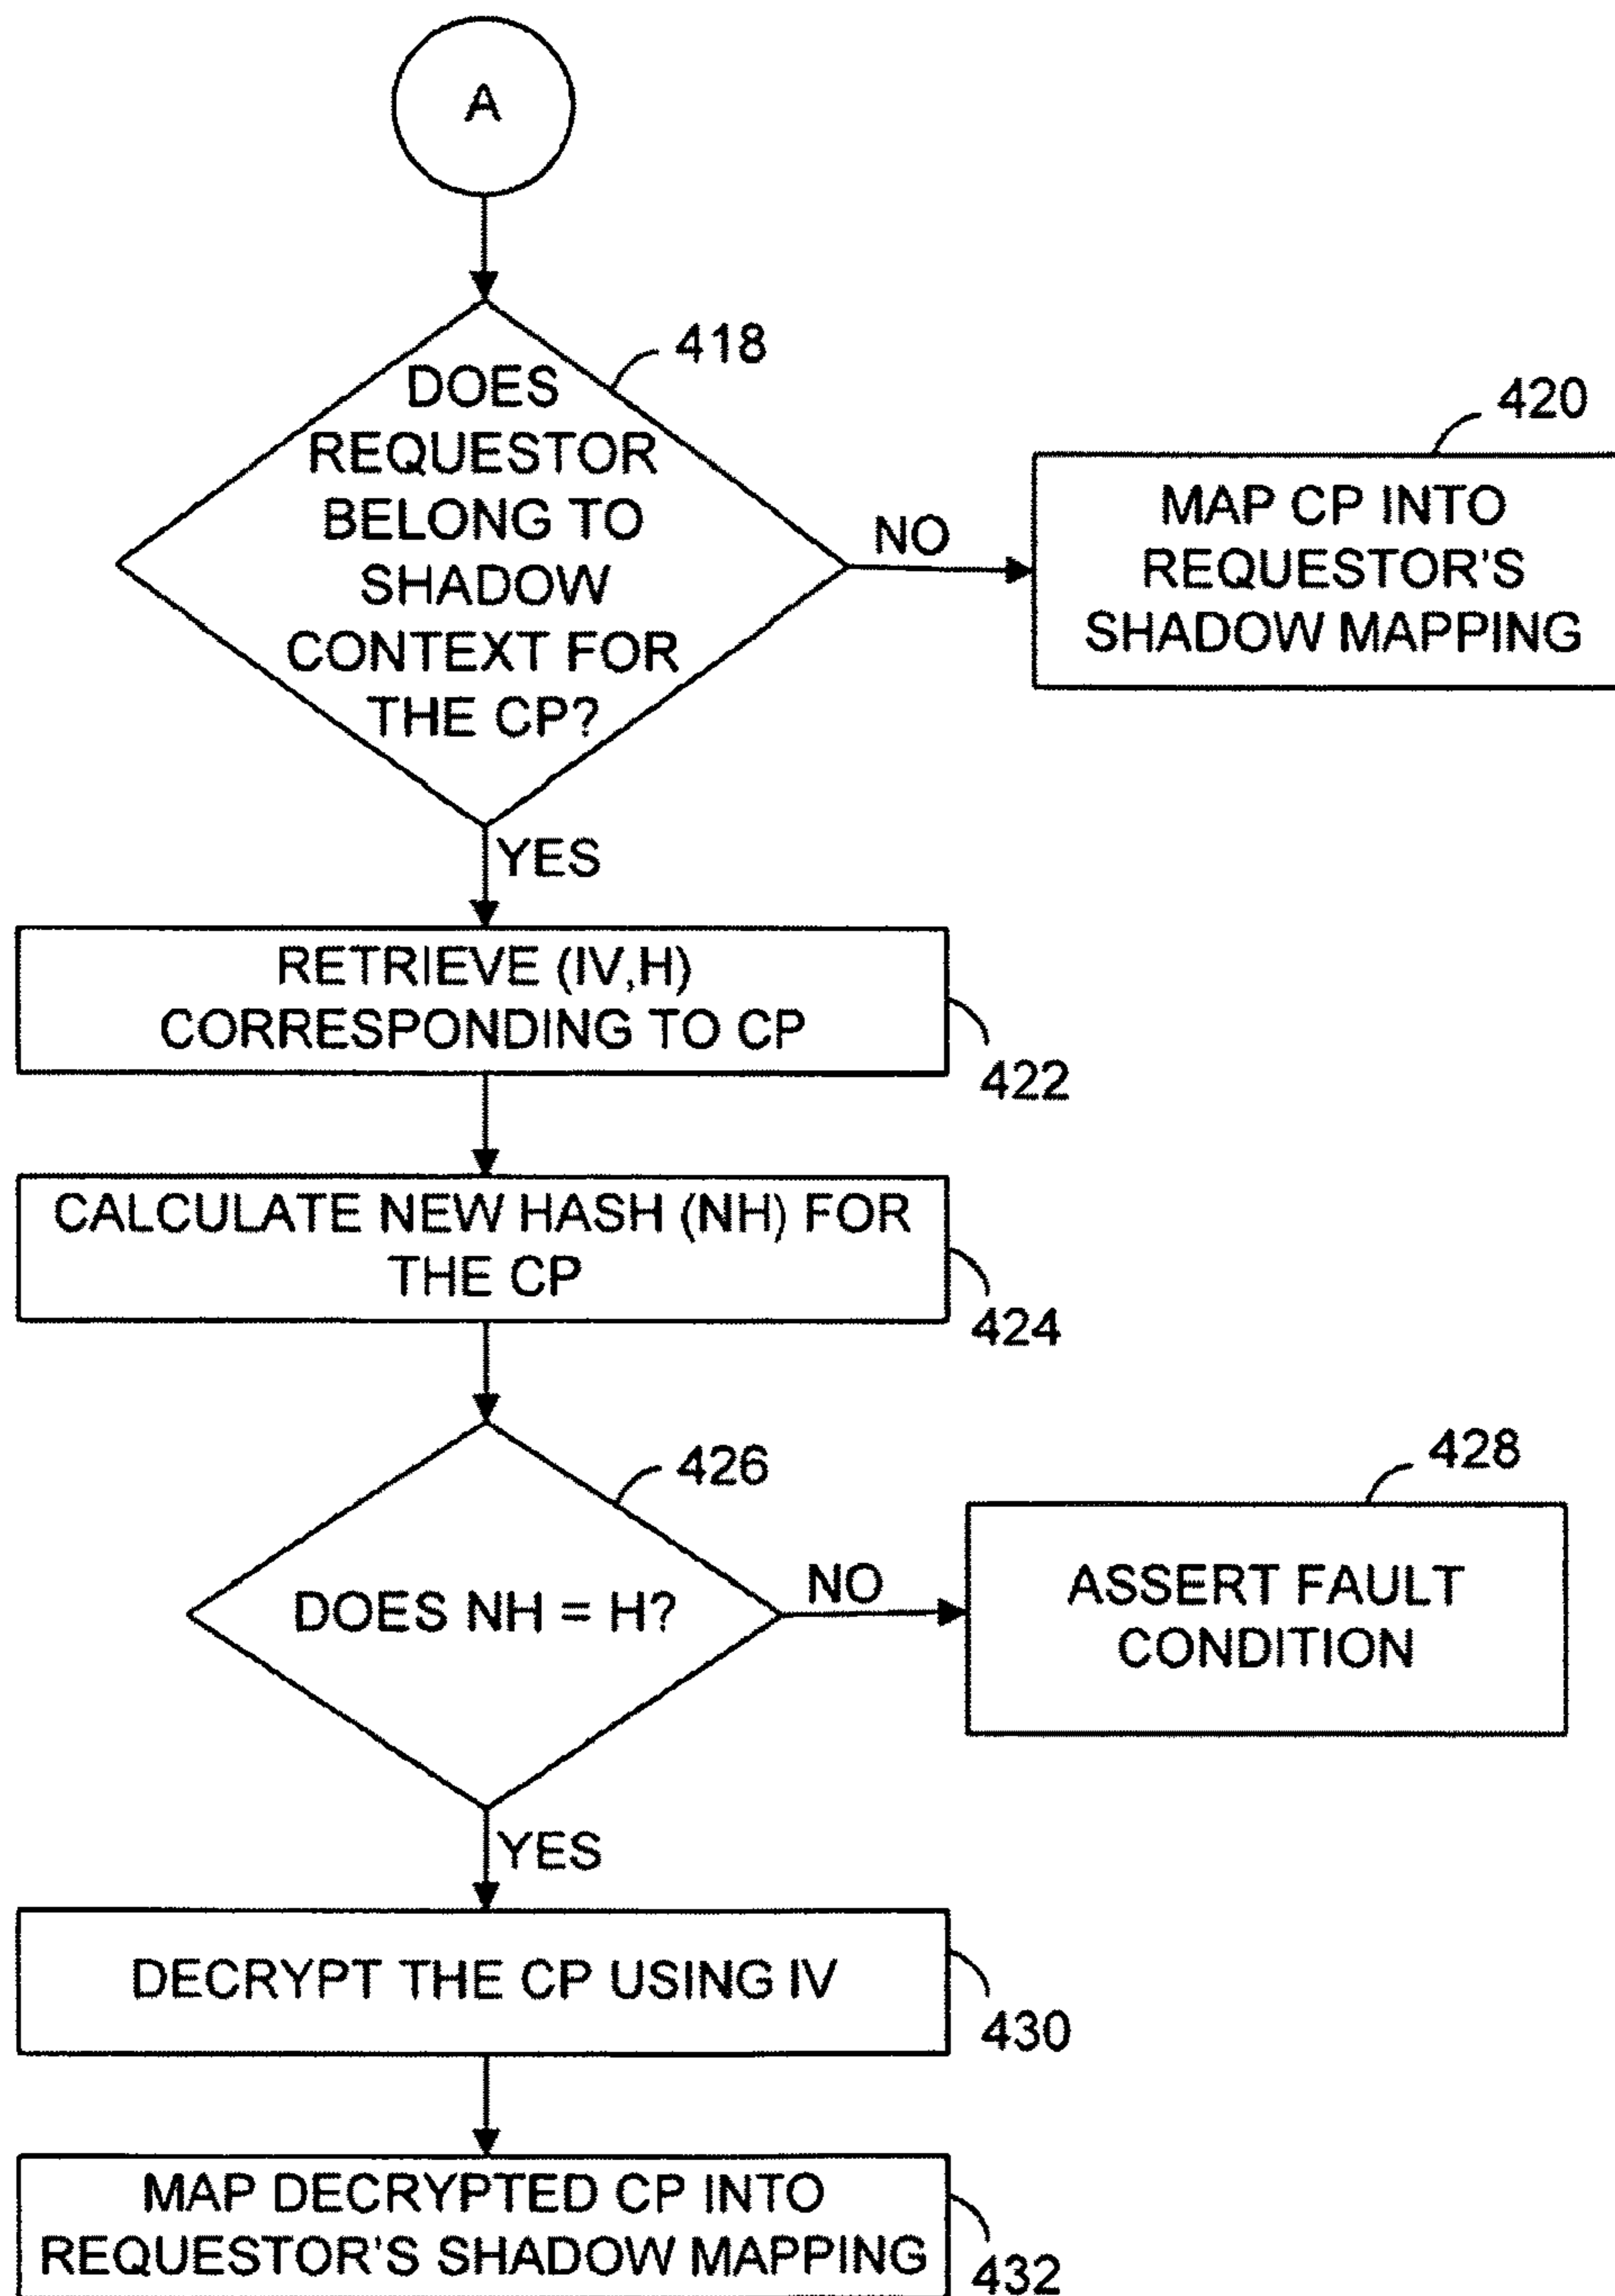 A
418
DOES
REQUESTOR
BELONG TO
SHADOW
CONTEXT FOR
THE CP?
NO
420
MAP CP INTO
REQUESTOR'S
SHADOW MAPPING
YES
RETRIEVE (IV,H)
CORRESPONDING TO CP
422
CALCULATE NEW HASH (NH) FOR
THE CP
424
426
DOES NH = H?
NO
428
ASSERT FAULT
CONDITION
YES
DECRYPT THE CP USING IV
430
MAP DECRYPTED CP INTO
REQUESTOR'S SHADOW MAPPING
432